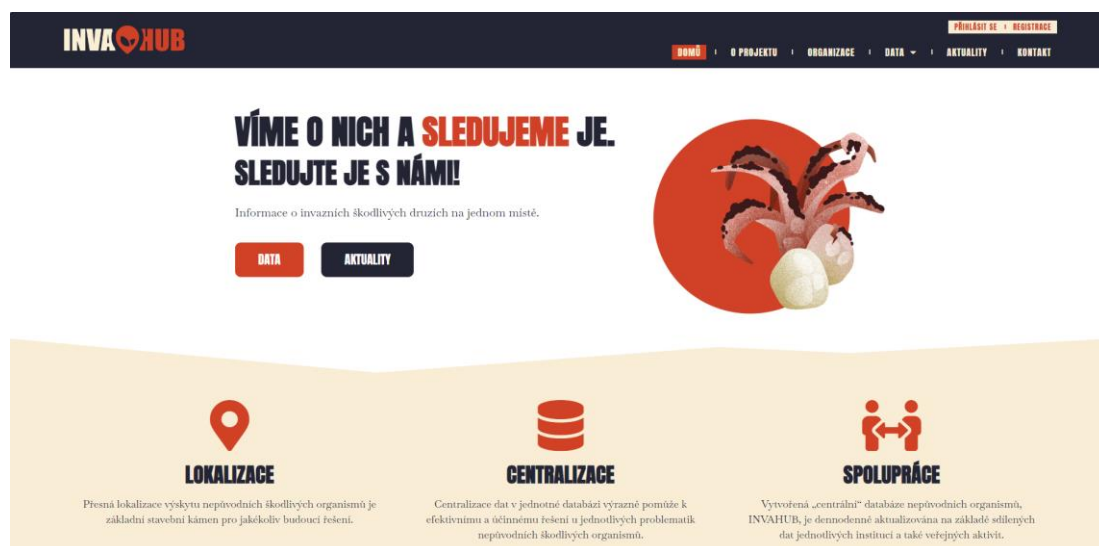 INVAHUB
PŘIHLÁSIT SE
REGISTRACE
DOMŮ
O PROJEKTU
ORGANIZACE
DATA
AKTUALITY
KONTAKT
VÍME O NICH A SLEDUJEME JE.
SLEDUJTE JE S NÁMI!
Informace o invazních škodlivých druzích na jednom místě.
DATA
AKTUALITY
LOKALIZACE
Přesná lokalizace výskytu nepůvodních škodlivých organismů je
základní stavební kámen pro jakékoliv budoucí řešení.
CENTRALIZACE
Centralizace dat v jednotné databázi výrazně pomůže k
efektivnímu a účinnému řešení u jednotlivých problematik
nepůvodních škodlivých organismů.
SPOLUPRÁCE
Vytvořená „centrální“ databáze nepůvodních organismů,
INVAHUB, je dennodenně aktualizována na základě sdílených
dat jednotlivých institucí a také veřejných aktivit.